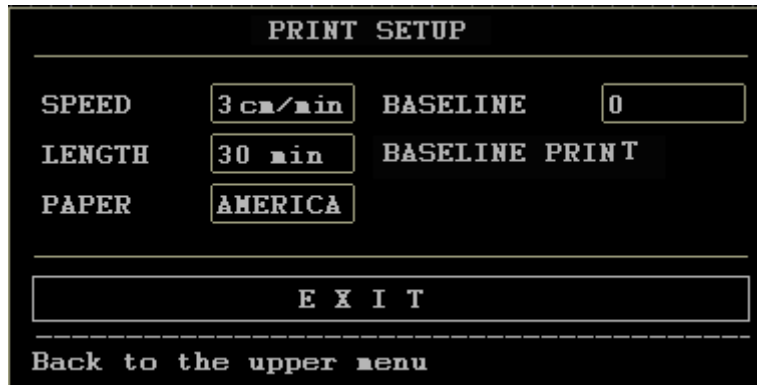 PRINT SETUP
SPEED 3 cm/min BASELINE 0
LENGTH 30 min BASELINE PRINT
PAPER AMERICA
E X I T
Back to the upper menu